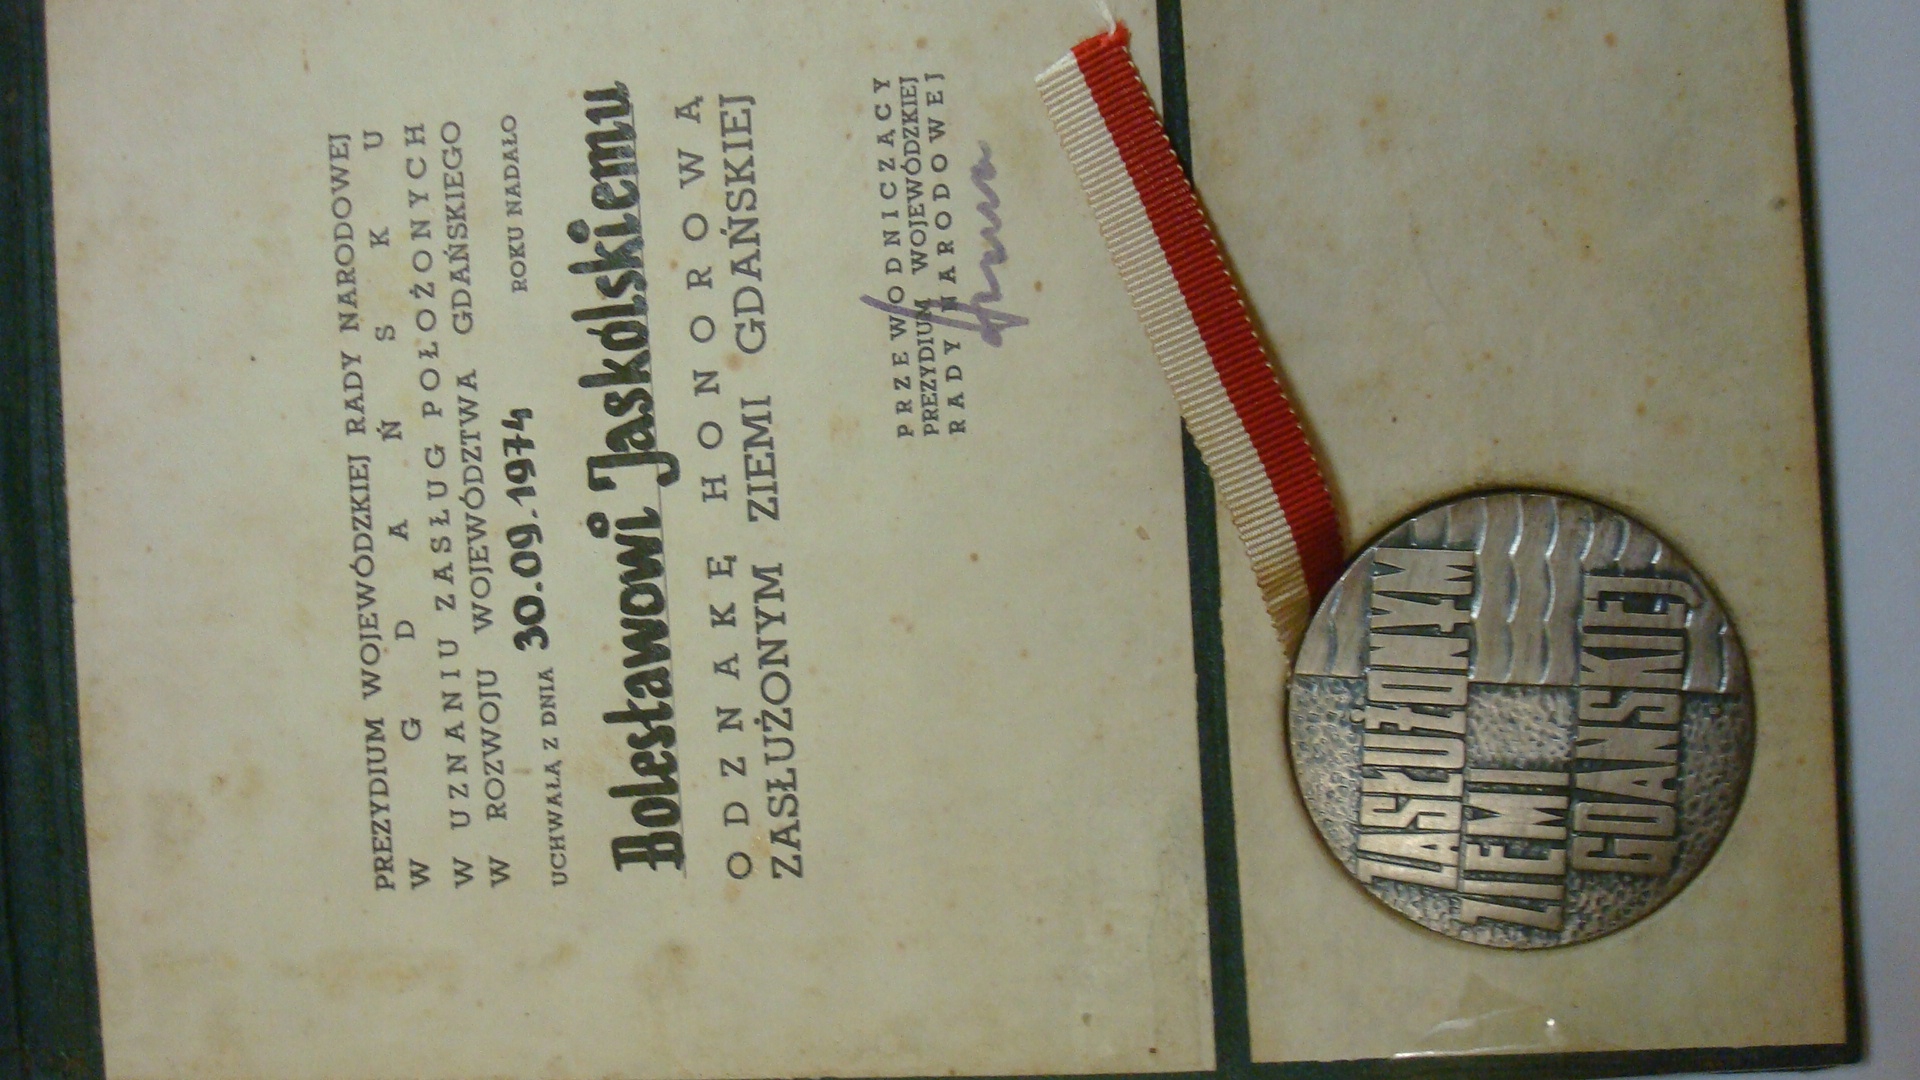 PREZYDIUM WOJEWÓDZKIEJ RADY NARODOWEJ
W GDAŃSKU
W UZNANIU ZASŁUG POŁOŻONYCH
W ROZWOJU WOJEWÓDZTWA GDAŃSKIEGO
UCHWAŁĄ Z DNIA 30.09.1974 ROKU NADAŁO
Bolesławowi Jaskólskiemu
ODZNAKĘ HONOROWĄ
ZASŁUŻONYM ZIEMI GDAŃSKIEJ
PRZEWODNICZĄCY
PREZYDIUM WOJEWÓDZKIEJ
RADY NARODOWEJ
ZASŁUŻONYM
ZIEMI
GDAŃSKIEJ